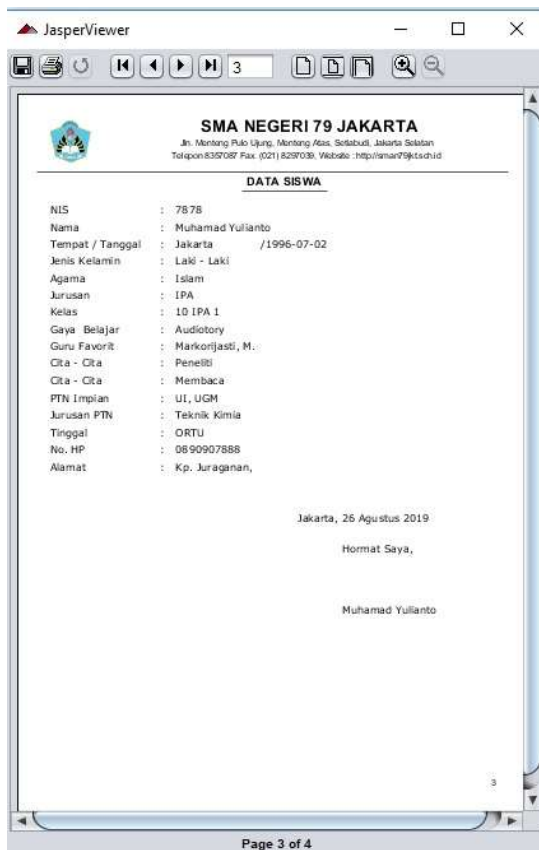 JasperViewer
3
SMA NEGERI 79 JAKARTA
Jln. Menteng Pulo Ujung, Menteng Atas, Setiabudi, Jakarta Selatan
Telepon 8357087 Fax. (021) 8297039, Website : http://sman79jkt.sch.id
DATA SISWA
NIS : 7878
Nama : Muhamad Yulianto
Tempat / Tanggal : Jakarta /1996-07-02
Jenis Kelamin : Laki - Laki
Agama : Islam
Jurusan : IPA
Kelas : 10 IPA 1
Gaya Belajar : Audiotory
Guru Favorit : Markorijasti, M.
Cita - Cita : Peneliti
Cita - Cita : Membaca
PTN Impian : UI, UGM
Jurusan PTN : Teknik Kimia
Tinggal : ORTU
No. HP : 0890907888
Alamat : Kp. Juraganan,
Jakarta, 26 Agustus 2019
Hormat Saya,
Muhamad Yulianto
3
Page 3 of 4